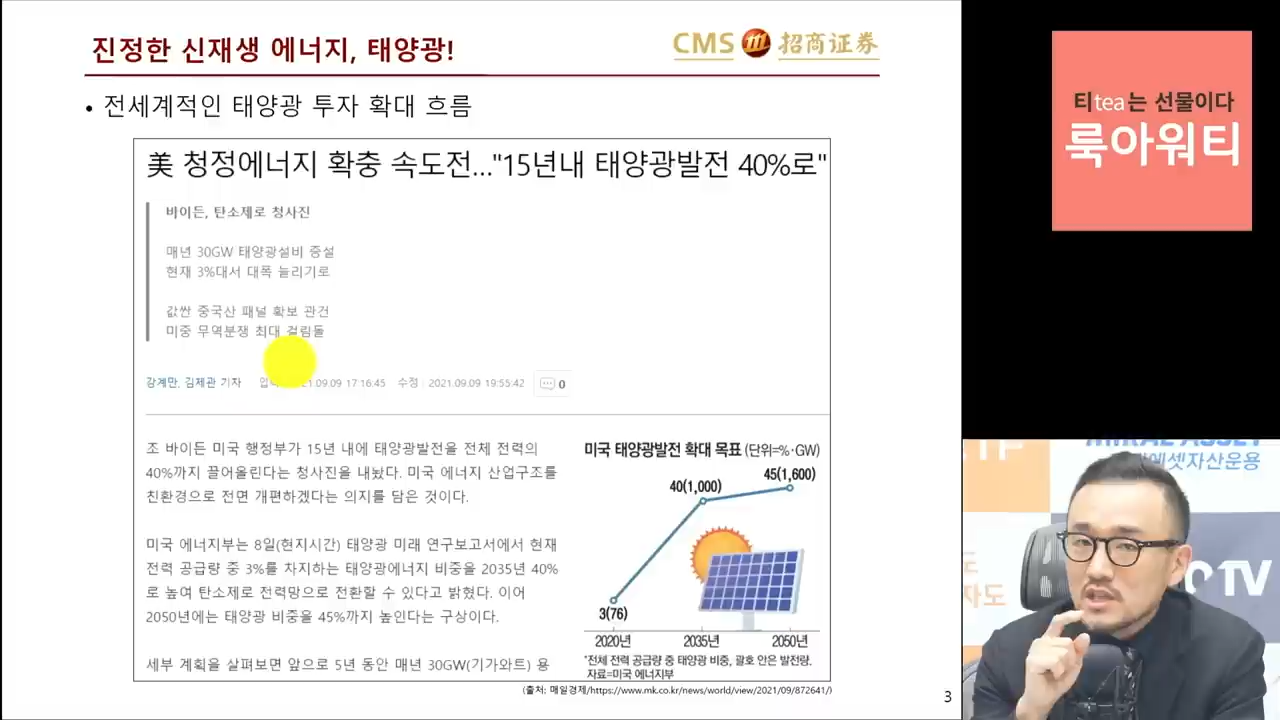 진정한 신재생 에너지, 태양광!
CMS 招商证券
• 전세계적인 태양광 투자 확대 흐름
美 청정에너지 확충 속도전..."15년내 태양광발전 40%로"
바이든, 탄소제로 청사진
매년 30GW 태양광설비 증설
현재 3%대서 대폭 늘리기로
값싼 중국산 패널 확보 관건
미중 무역분쟁 최대 걸림돌
강계만, 김제관 기자 09.09 17:16:45 수정 : 2021.09.09 19:55:42 0
조 바이든 미국 행정부가 15년 내에 태양광발전을 전체 전력의
40%까지 끌어올린다는 청사진을 내놨다. 미국 에너지 산업구조를
친환경으로 전면 개편하겠다는 의지를 담은 것이다.
미국 에너지부는 8일(현지시간) 태양광 미래 연구보고서에서 현재
전력 공급량 중 3%를 차지하는 태양광에너지 비중을 2035년 40%
로 높여 탄소제로 전력망으로 전환할 수 있다고 밝혔다. 이어
2050년에는 태양광 비중을 45%까지 높인다는 구상이다.
세부 계획을 살펴보면 앞으로 5년 동안 매년 30GW(기가와트) 용
미국 태양광발전 확대 목표 (단위=%·GW)
45(1,600)
40(1,000)
3(76)
2020년 2035년 2050년
*전체 전력 공급량 중 태양광 비중, 괄호 안은 발전량.
자료=미국 에너지부
(출처: 매일경제/https://www.mk.co.kr/news/world/view/2021/09/872641/)
3
티tea는 선물이다
룩아워티
자산운용
TV